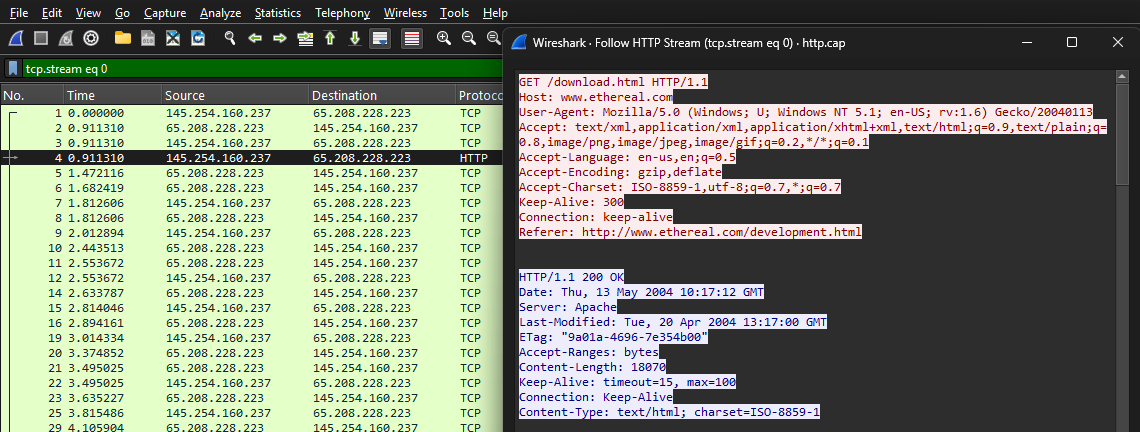 File Edit View Go Capture Analyze Statistics Telephony Wireless Tools Help
tcp.stream eq 0
No. Time Source Destination Protoco
1 0.000000 145.254.160.237 65.208.228.223 TCP
2 0.911310 65.208.228.223 145.254.160.237 TCP
3 0.911310 145.254.160.237 65.208.228.223 TCP
4 0.911310 145.254.160.237 65.208.228.223 HTTP
5 1.472116 65.208.228.223 145.254.160.237 TCP
6 1.682419 65.208.228.223 145.254.160.237 TCP
7 1.812606 145.254.160.237 65.208.228.223 TCP
8 1.812606 65.208.228.223 145.254.160.237 TCP
9 2.012894 145.254.160.237 65.208.228.223 TCP
10 2.443513 65.208.228.223 145.254.160.237 TCP
11 2.553672 65.208.228.223 145.254.160.237 TCP
12 2.553672 145.254.160.237 65.208.228.223 TCP
14 2.633787 65.208.228.223 145.254.160.237 TCP
15 2.814046 145.254.160.237 65.208.228.223 TCP
16 2.894161 65.208.228.223 145.254.160.237 TCP
19 3.014334 145.254.160.237 65.208.228.223 TCP
20 3.374852 65.208.228.223 145.254.160.237 TCP
21 3.495025 65.208.228.223 145.254.160.237 TCP
22 3.495025 145.254.160.237 65.208.228.223 TCP
23 3.635227 65.208.228.223 145.254.160.237 TCP
25 3.815486 145.254.160.237 65.208.228.223 TCP
29 4.105904 65.208.228.223 145.254.160.237 TCP
Wireshark · Follow HTTP Stream (tcp.stream eq 0) · http.cap
GET /download.html HTTP/1.1
Host: www.ethereal.com
User-Agent: Mozilla/5.0 (Windows; U; Windows NT 5.1; en-US; rv:1.6) Gecko/20040113
Accept: text/xml,application/xml,application/xhtml+xml,text/html;q=0.9,text/plain;q=
0.8,image/png,image/jpeg,image/gif;q=0.2,*/*;q=0.1
Accept-Language: en-us,en;q=0.5
Accept-Encoding: gzip,deflate
Accept-Charset: ISO-8859-1,utf-8;q=0.7,*;q=0.7
Keep-Alive: 300
Connection: keep-alive
Referer: http://www.ethereal.com/development.html
HTTP/1.1 200 OK
Date: Thu, 13 May 2004 10:17:12 GMT
Server: Apache
Last-Modified: Tue, 20 Apr 2004 13:17:00 GMT
ETag: "9a01a-4696-7e354b00"
Accept-Ranges: bytes
Content-Length: 18070
Keep-Alive: timeout=15, max=100
Connection: Keep-Alive
Content-Type: text/html; charset=ISO-8859-1